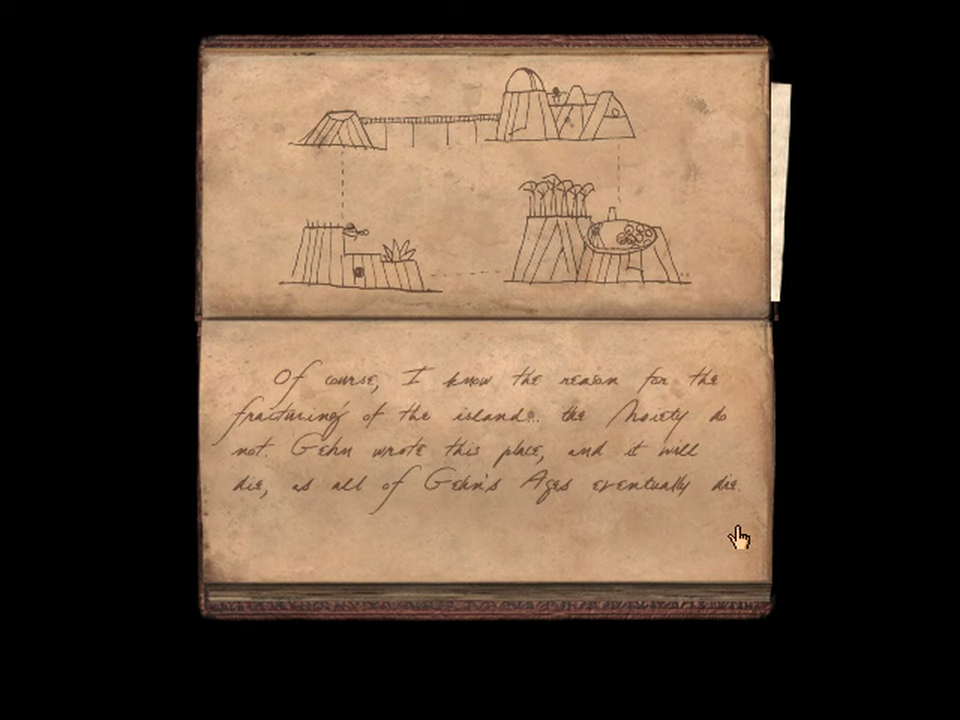 Of course, I know the reason for the
fracturing of the island... the Moiety do
not. Gehn wrote this place, and it will
die, as all of Gehn's Ages eventually die.